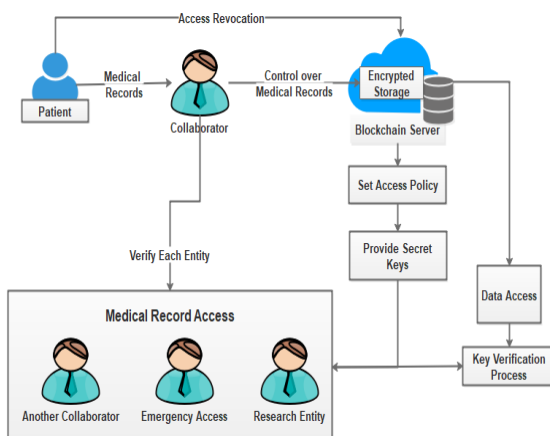 Access Revocation
Medical
Records
Control over
Medical Records
Encrypted
Storage
Patient
Collaborator
Blockchain Server
Set Access Policy
Verify Each Entity
Provide Secret
Keys
Data Access
Medical Record Access
Key Verification
Process
Another Collaborator
Emergency Access
Research Entity